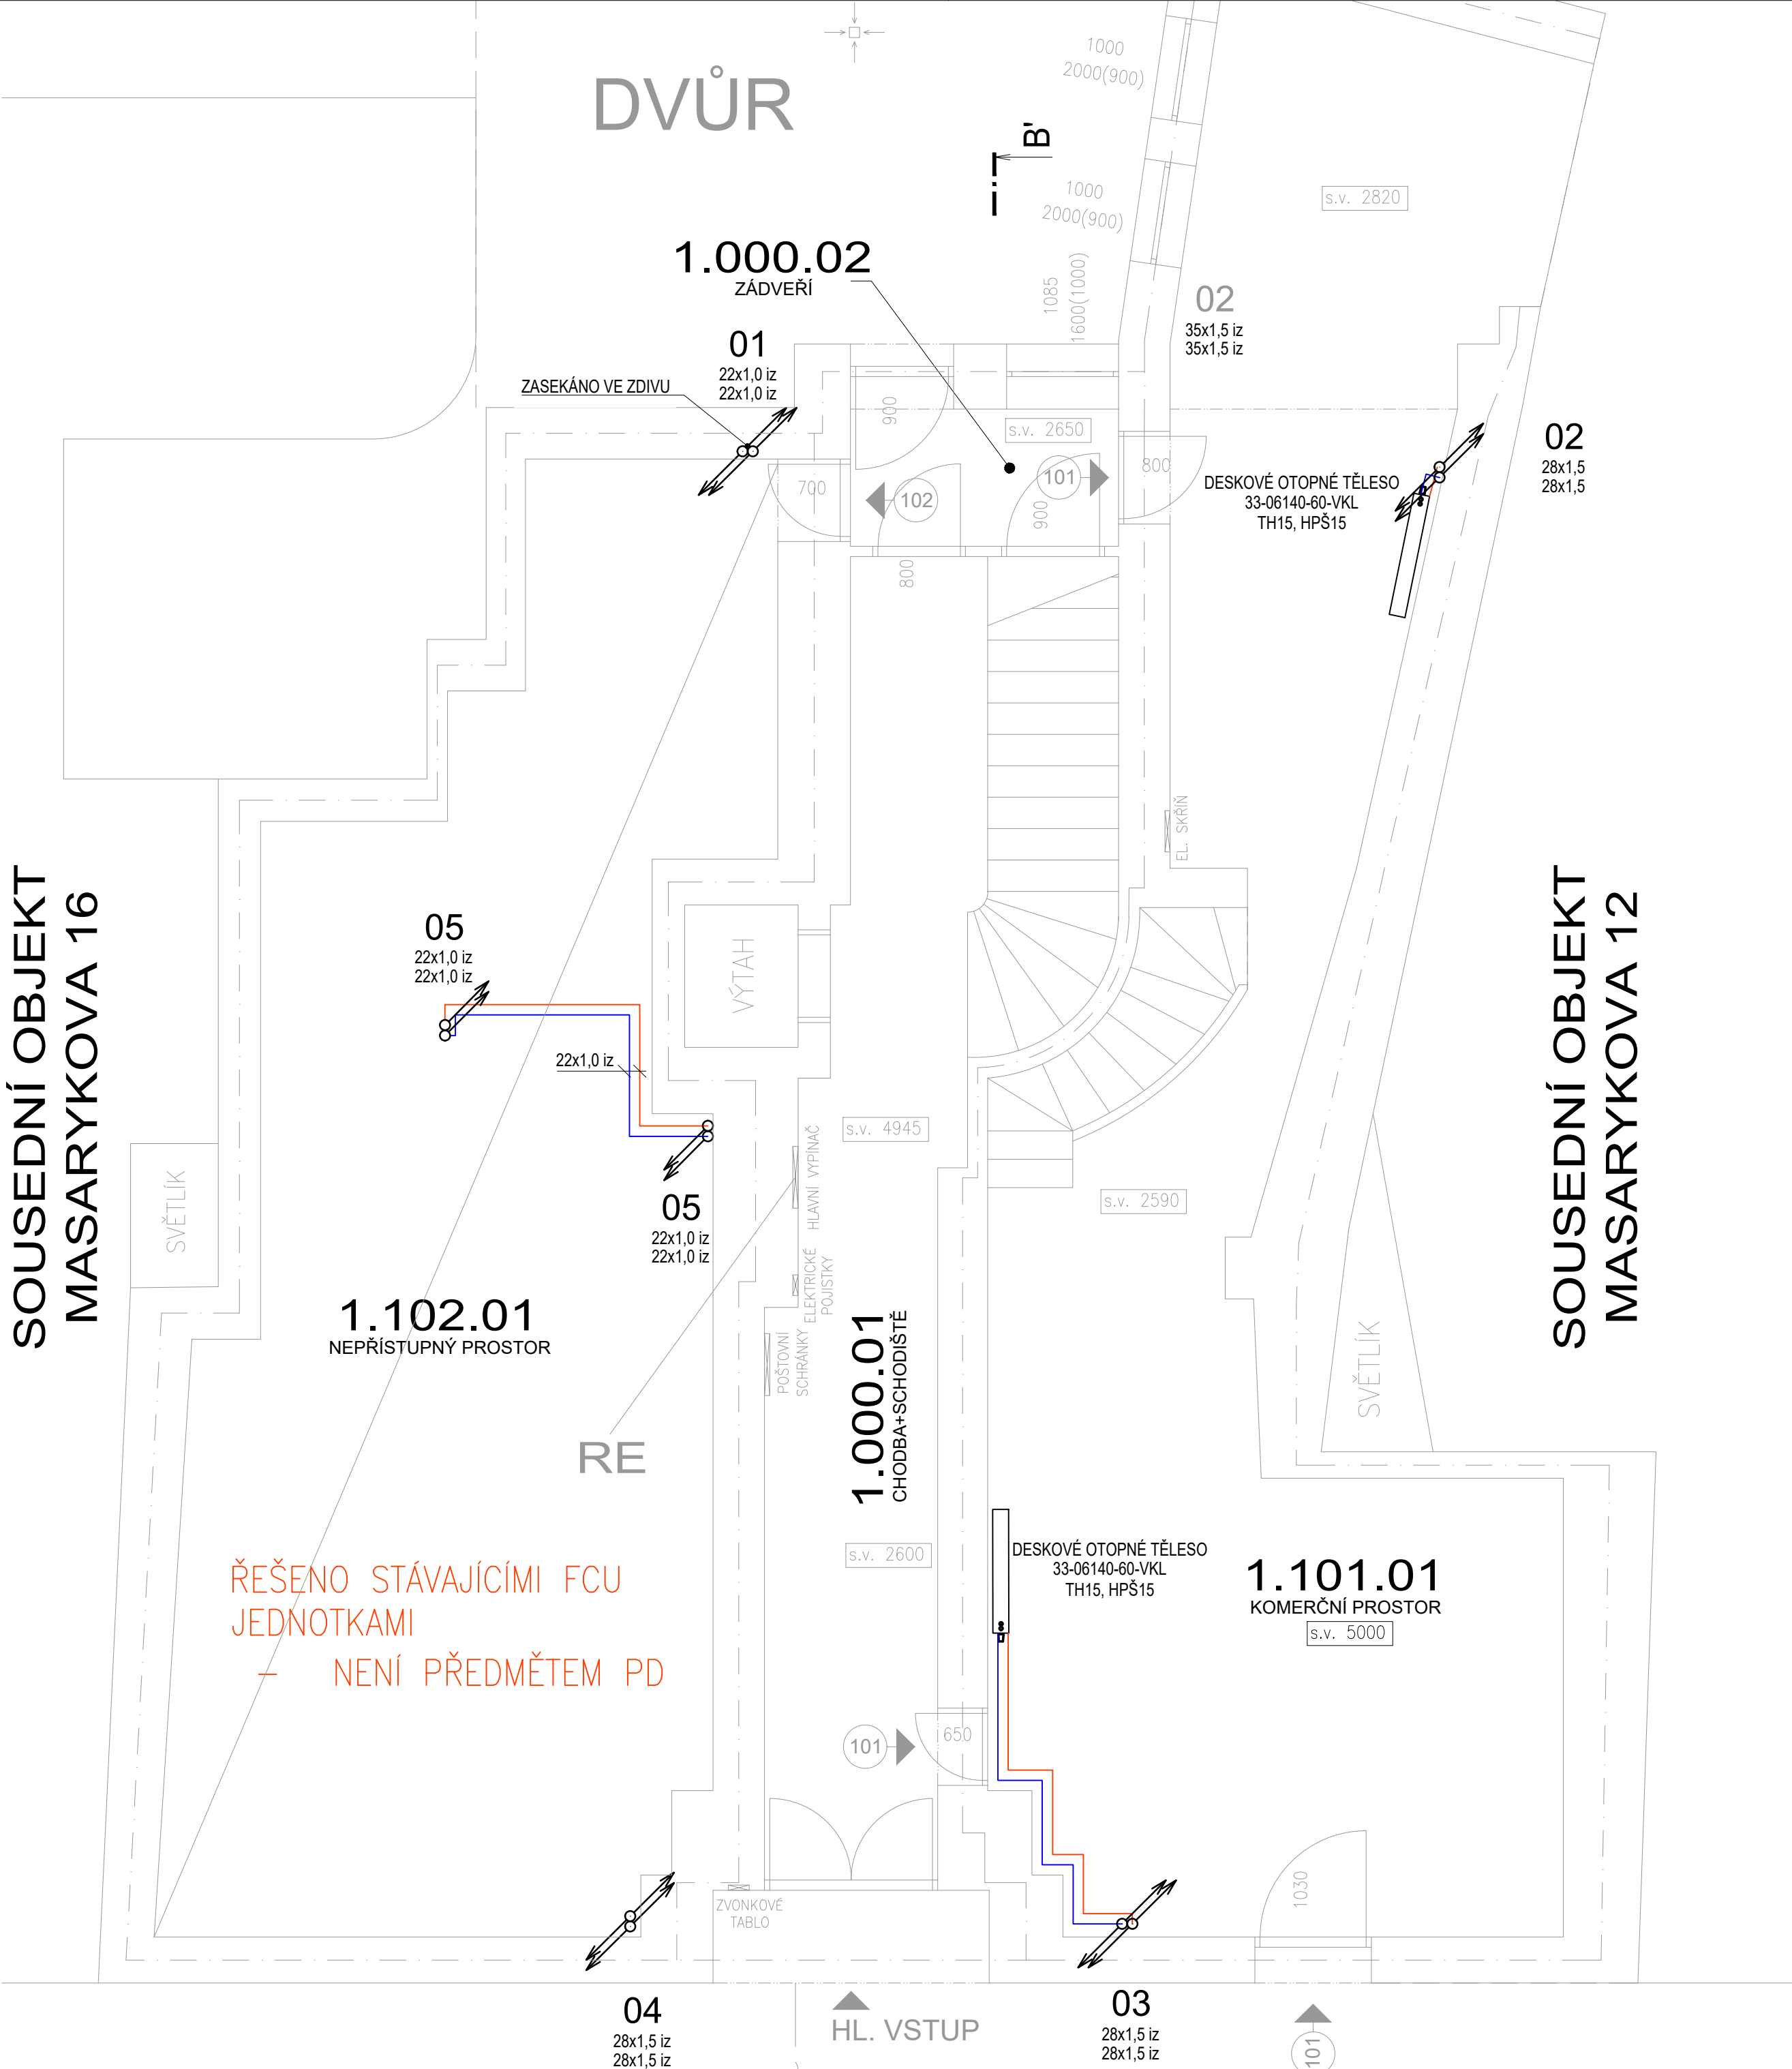 DVŮR
1000
2000(900)
B'
1000
2000(900)
s.v. 2820
1.000.02
ZÁDVEŘÍ
1085
1600(1000)
02
35x1,5 iz
35x1,5 iz
01
22x1,0 iz
22x1,0 iz
ZASEKÁNO VE ZDIVU
900
s.v. 2650
700
102
101
800
900
800
DESKOVÉ OTOPNÉ TĚLESO
33-06140-60-VKL
TH15, HPŠ15
02
28x1,5
28x1,5
EL. SKŘÍŇ
SOUSEDNÍ OBJEKT
MASARYKOVA 16
SOUSEDNÍ OBJEKT
MASARYKOVA 12
05
22x1,0 iz
22x1,0 iz
VÝTAH
22x1,0 iz
s.v. 4945
HLAVNÍ VYPÍNAČ
SVĚTLÍK
s.v. 2590
05
22x1,0 iz
22x1,0 iz
ELEKTRICKÉ
POJISTKY
1.102.01
NEPŘÍSTUPNÝ PROSTOR
POŠTOVNÍ
SCHRÁNKY
1.000.01
CHODBA+SCHODIŠTĚ
SVĚTLÍK
RE
s.v. 2600
DESKOVÉ OTOPNÉ TĚLESO
33-06140-60-VKL
TH15, HPŠ15
1.101.01
KOMERČNÍ PROSTOR
s.v. 5000
ŘEŠENO STÁVAJÍCÍMI FCU
JEDNOTKAMI
- NENÍ PŘEDMĚTEM PD
101
650
1030
ZVONKOVÉ
TABLO
04
28x1,5 iz
28x1,5 iz
HL. VSTUP
03
28x1,5 iz
28x1,5 iz
101